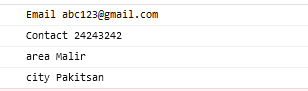 Email abc123@gmail.com
Contact 24243242
area Malir
city Pakitsan